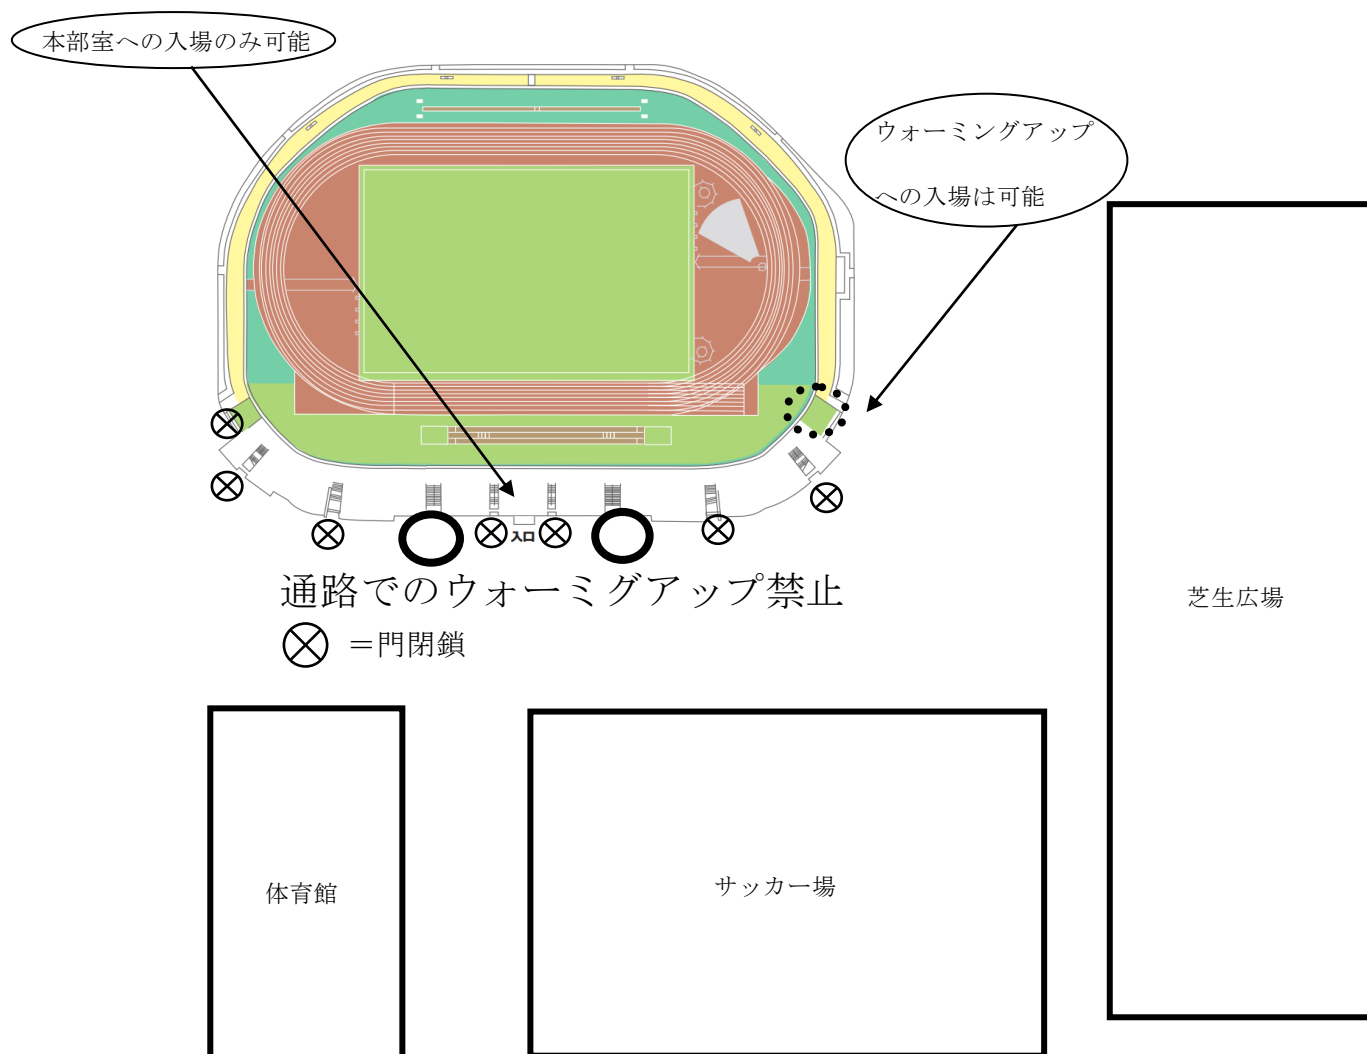 本部室への入場のみ可能
ウォーミングアップ
への入場は可能
入口
通路でのウォーミグアップ禁止
＝門閉鎖
芝生広場
体育館
サッカー場